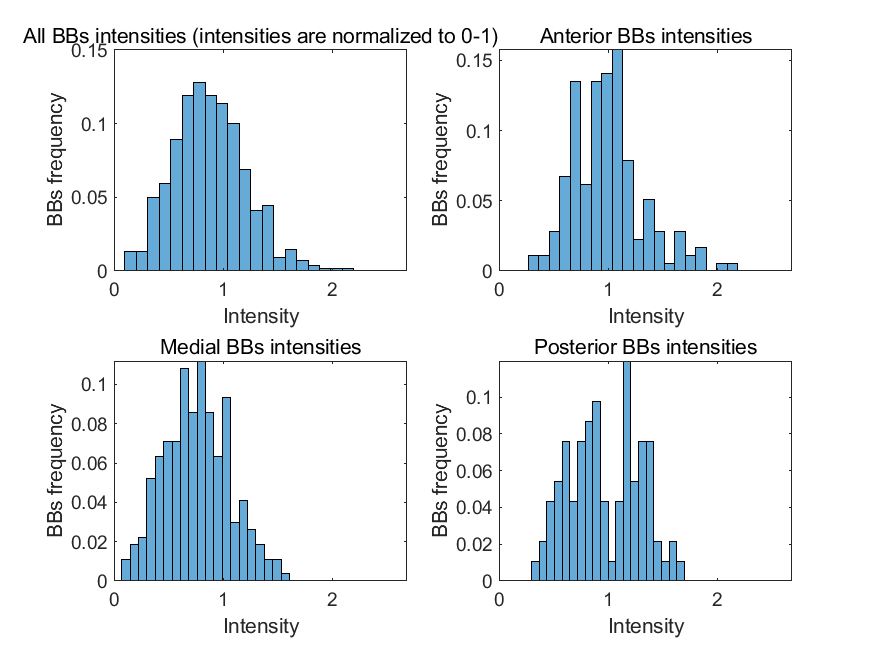 All BBs intensities (intensities are normalized to 0-1)
0.15
0.1
0.05
0
BBs frequency
0 1 2
Intensity
Anterior BBs intensities
0.15
0.1
0.05
0
BBs frequency
0 1 2
Intensity
Medial BBs intensities
0.1
0.08
0.06
0.04
0.02
0
BBs frequency
0 1 2
Intensity
Posterior BBs intensities
0.1
0.08
0.06
0.04
0.02
0
BBs frequency
0 1 2
Intensity